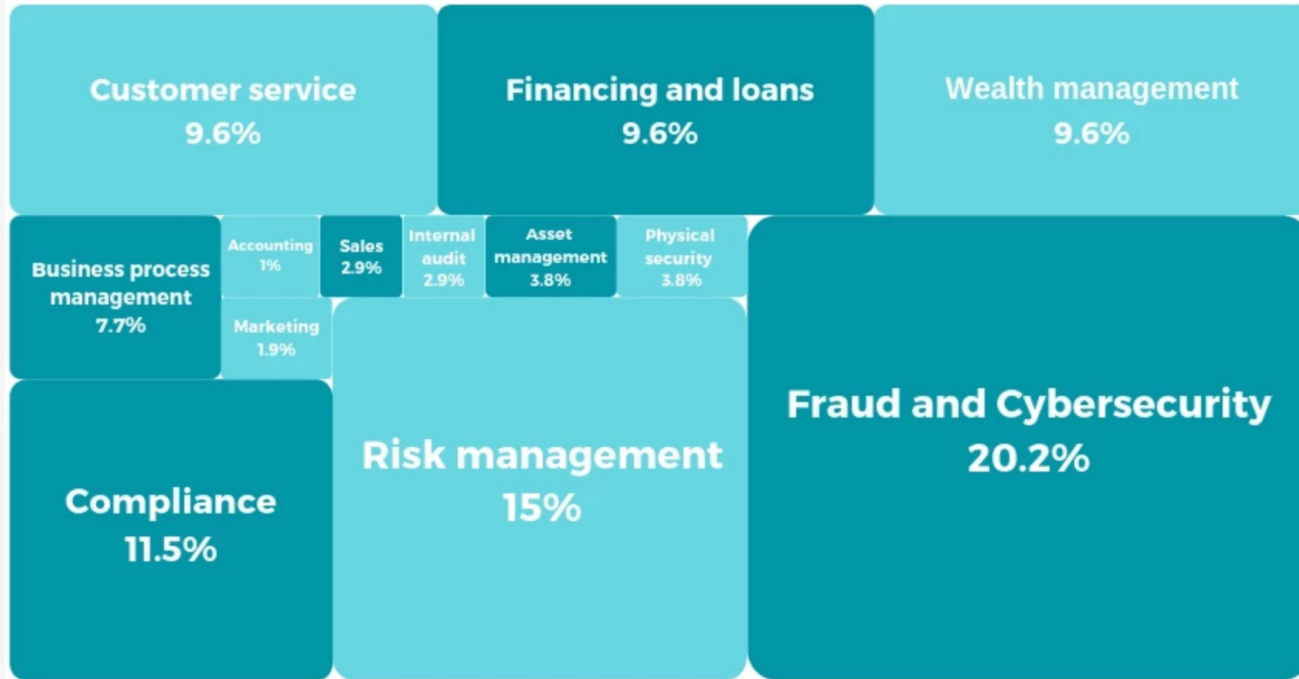 Customer service
9.6%
Financing and loans
9.6%
Wealth management
9.6%
Business process
management
7.7%
Accounting
1%
Sales
2.9%
Internal
audit
2.9%
Asset
management
3.8%
Physical
security
3.8%
Marketing
1.9%
Compliance
11.5%
Risk management
15%
Fraud and Cybersecurity
20.2%